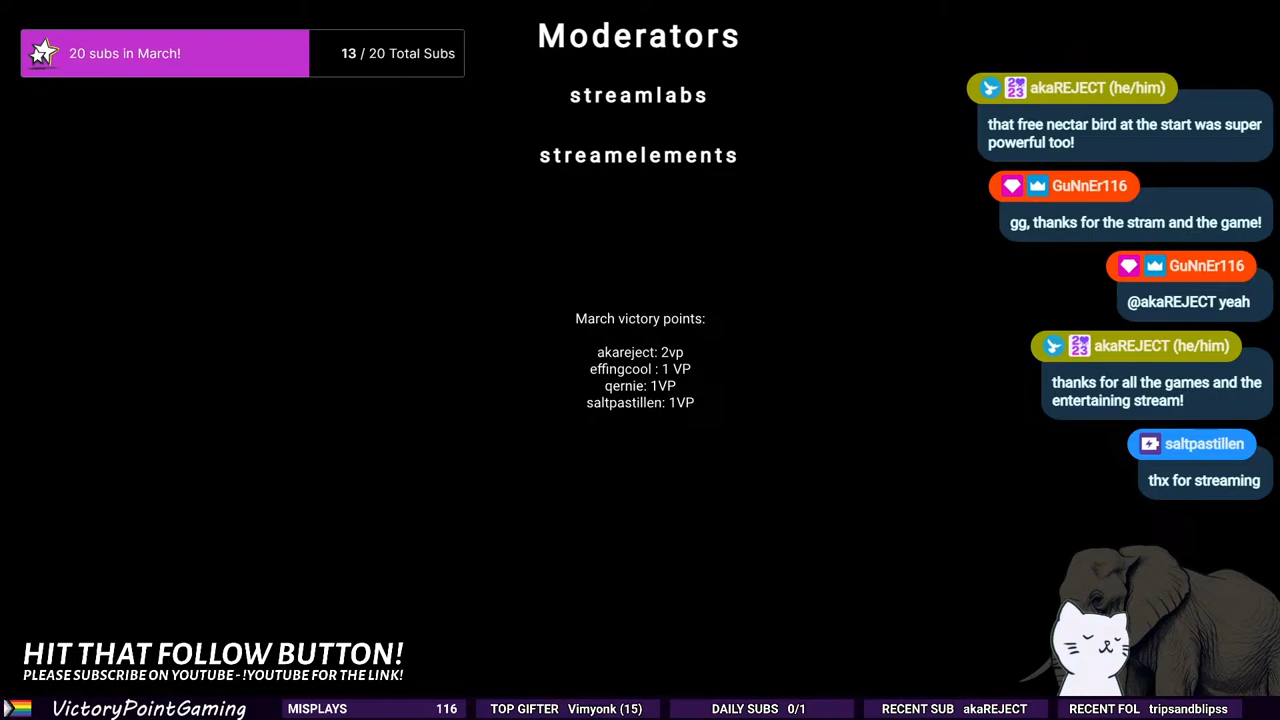 20 subs in March!
13 / 20 Total Subs
Moderators
streamlabs
streamelements
March victory points:
akareject: 2vp
effingcool : 1 VP
qernie: 1VP
saltpastillen: 1VP
2♥23 akaREJECT (he/him)
that free nectar bird at the start was super
powerful too!
GuNnEr116
gg, thanks for the stram and the game!
GuNnEr116
@akaREJECT yeah
2♥23 akaREJECT (he/him)
thanks for all the games and the
entertaining stream!
saltpastillen
thx for streaming
HIT THAT FOLLOW BUTTON!
PLEASE SUBSCRIBE ON YOUTUBE - !YOUTUBE FOR THE LINK!
VictoryPointGaming
MISPLAYS 116
TOP GIFTER Vimyonk (15)
DAILY SUBS 0/1
RECENT SUB akaREJECT
RECENT FOL tripsandblipss